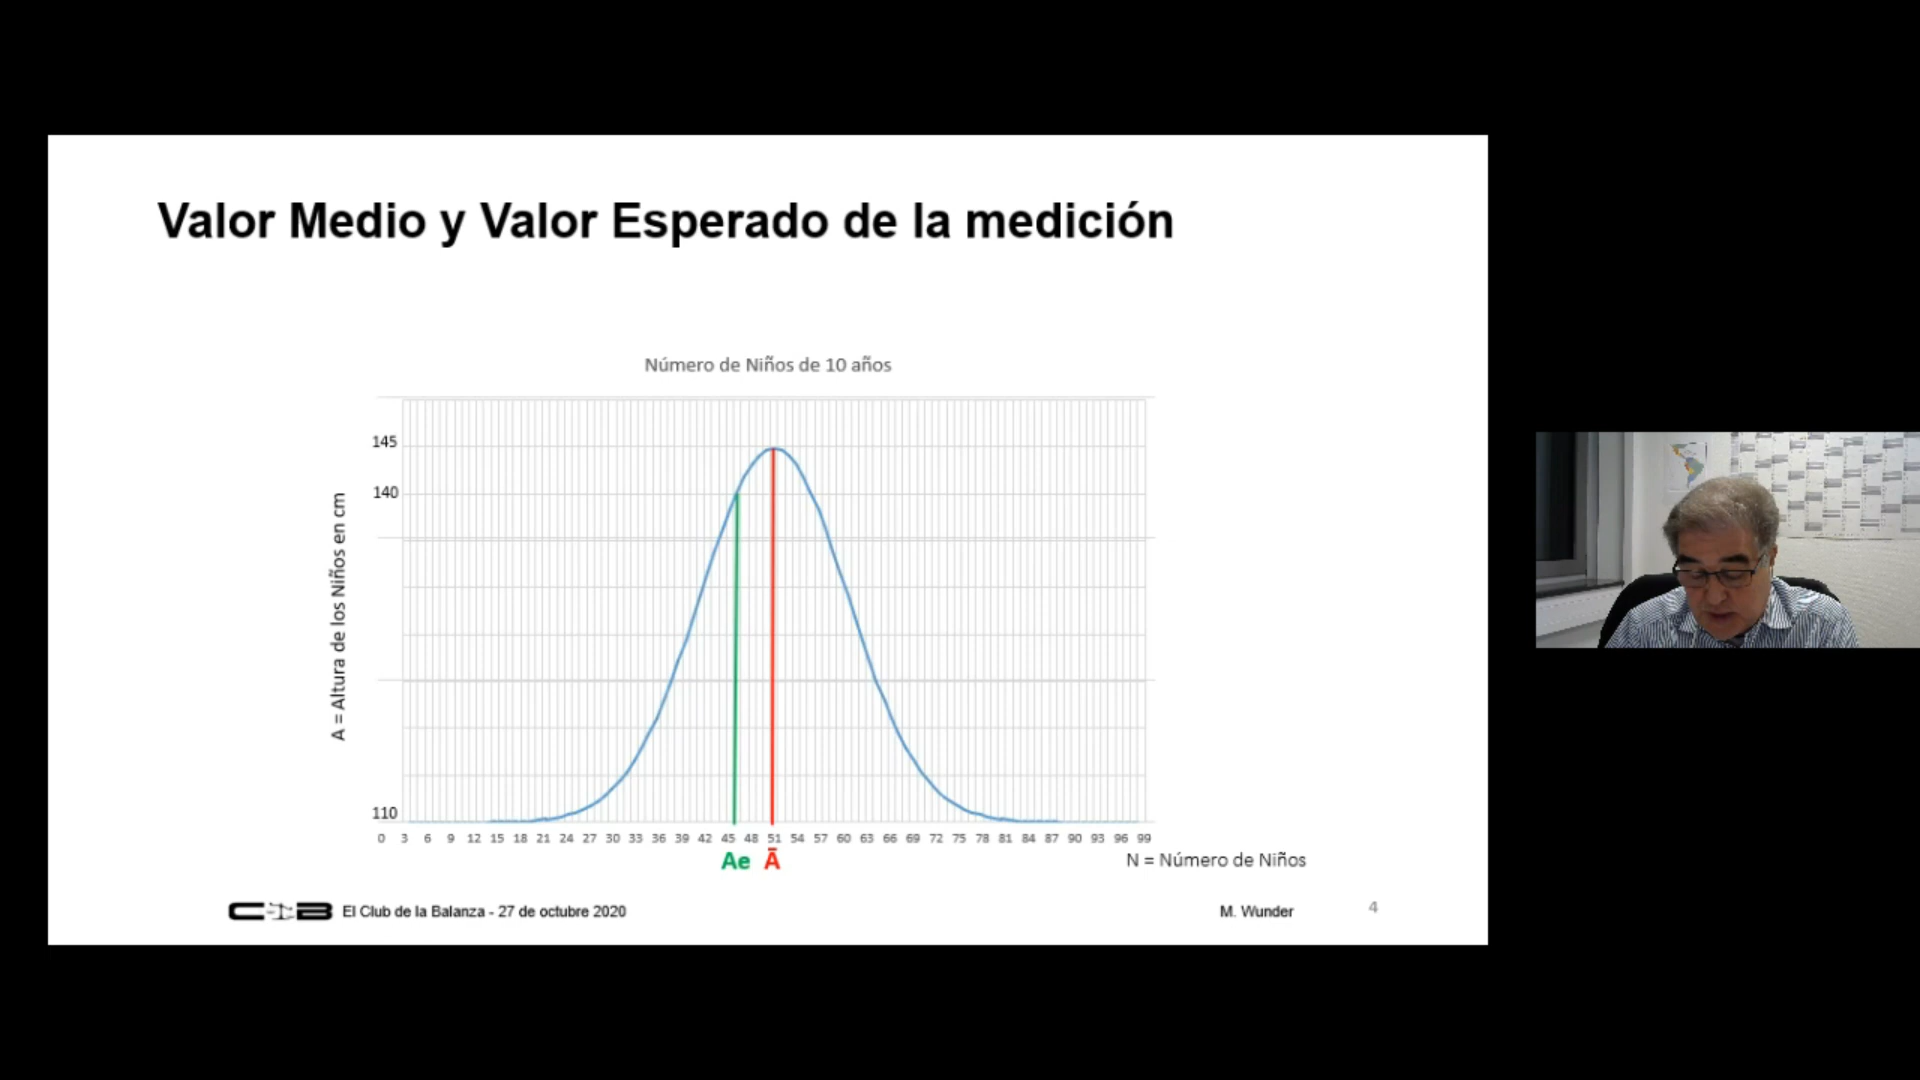 Valor Medio y Valor Esperado de la medición
Número de Niños de 10 años
145
140
110
A = Altura de los Niños en cm
0 3 6 9 12 15 18 21 24 27 30 33 36 39 42 45 48 51 54 57 60 63 66 69 72 75 78 81 84 87 90 93 96 99
Ae Ā
N = Número de Niños
CB El Club de la Balanza - 27 de octubre 2020
M. Wunder
4